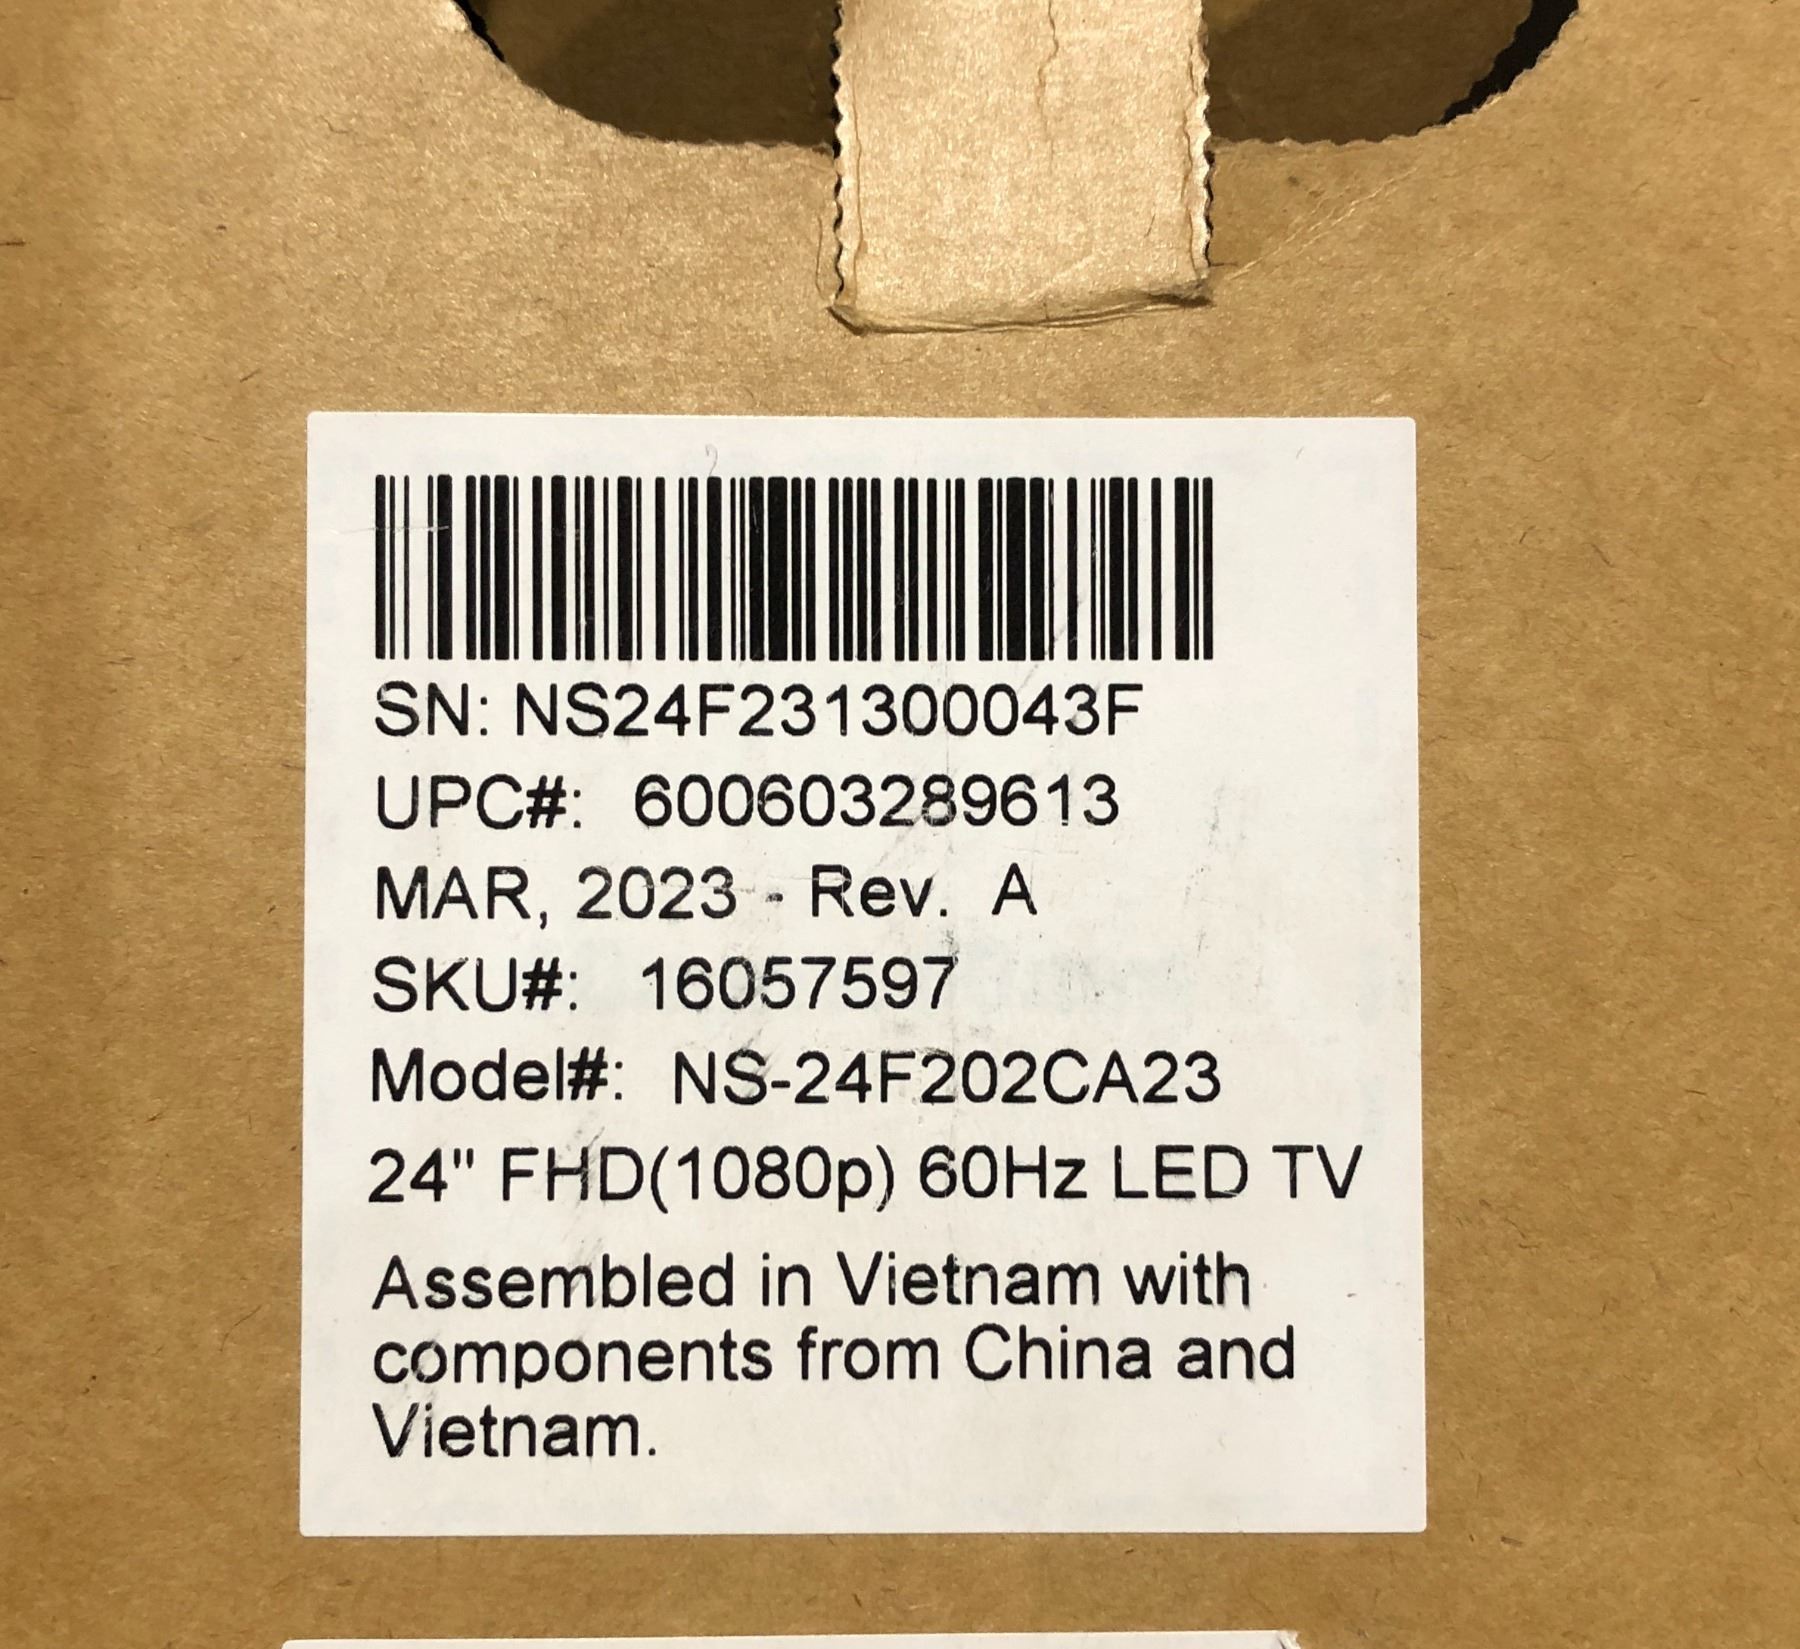 SN: NS24F231300043F
UPC#: 600603289613
MAR, 2023 - Rev. A
SKU#: 16057597
Model#: NS-24F202CA23
24" FHD(1080p) 60Hz LED TV
Assembled in Vietnam with
components from China and
Vietnam.